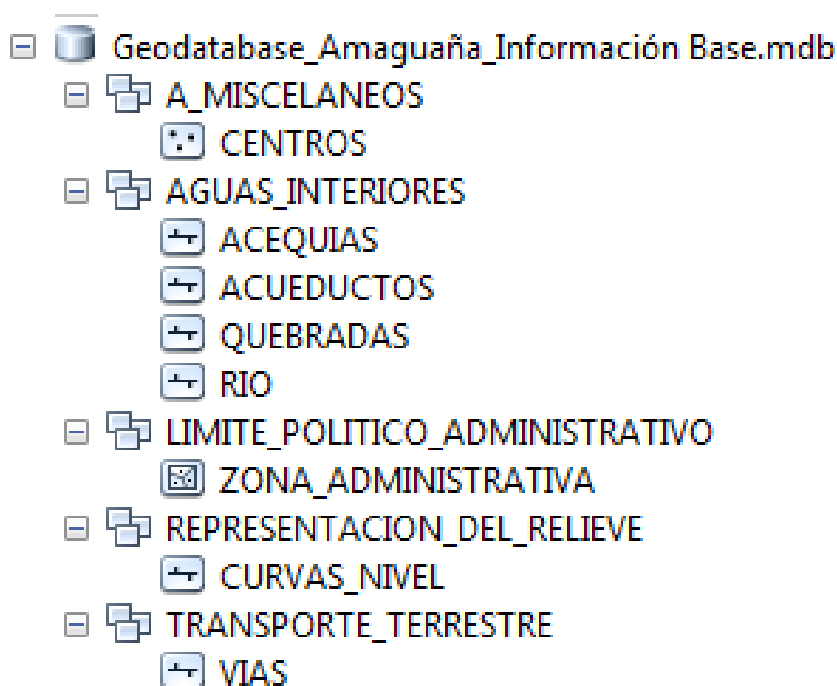 Geodatabase_Amaguaña_Información Base.mdb
A_MISCELANEOS
CENTROS
AGUAS_INTERIORES
ACEQUIAS
ACUEDUCTOS
QUEBRADAS
RIO
LIMITE_POLITICO_ADMINISTRATIVO
ZONA_ADMINISTRATIVA
REPRESENTACION_DEL_RELIEVE
CURVAS_NIVEL
TRANSPORTE_TERRESTRE
VIAS